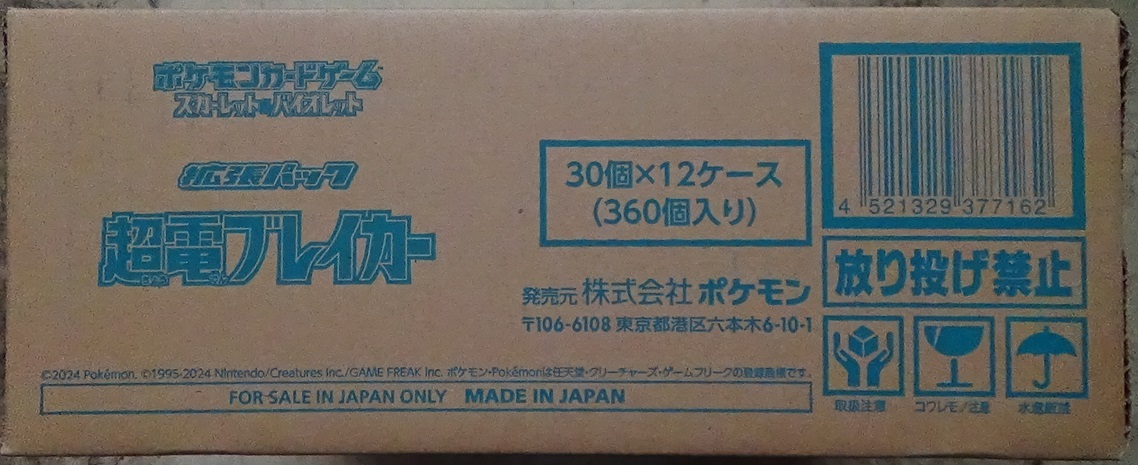 ポケモンカードゲーム
スカーレット&バイオレット
拡張パック
超電ブレイカー
30個×12ケース
(360個入り)
発売元 株式会社 ポケモン
〒106-6108 東京都港区六本木6-10-1
©2024 Pokémon. ©1995-2024 Nintendo/Creatures Inc./GAME FREAK Inc. ポケモン・Pokémonは任天堂・クリーチャーズ・ゲームフリークの登録商標です。
FOR SALE IN JAPAN ONLY MADE IN JAPAN
4 521329 377162
放り投げ禁止
取扱注意
コワレモノ注意
水濡厳禁